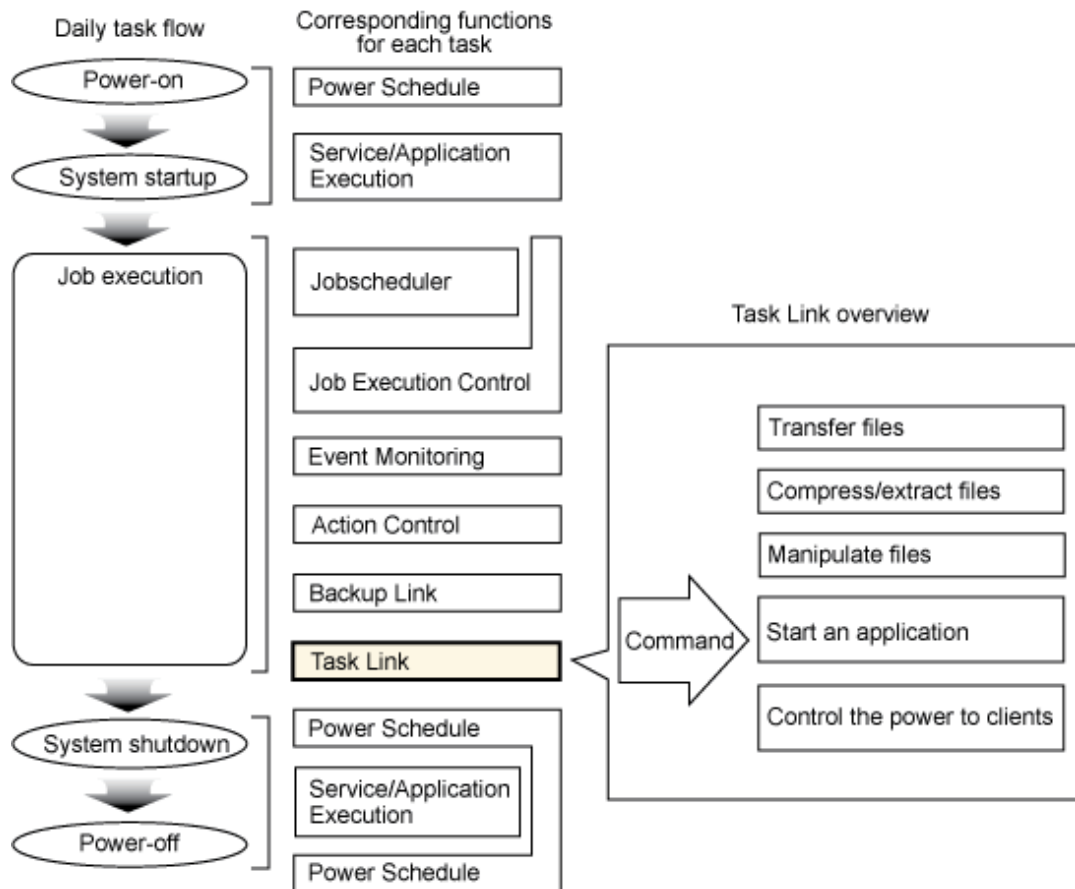 Daily task flow
Corresponding functions
for each task
Power-on
Power Schedule
System startup
Service/Application
Execution
Job execution
Jobscheduler
Job Execution Control
Event Monitoring
Action Control
Backup Link
Task Link
Task Link overview
Command
Transfer files
Compress/extract files
Manipulate files
Start an application
Control the power to clients
System shutdown
Power Schedule
Service/Application
Execution
Power-off
Power Schedule